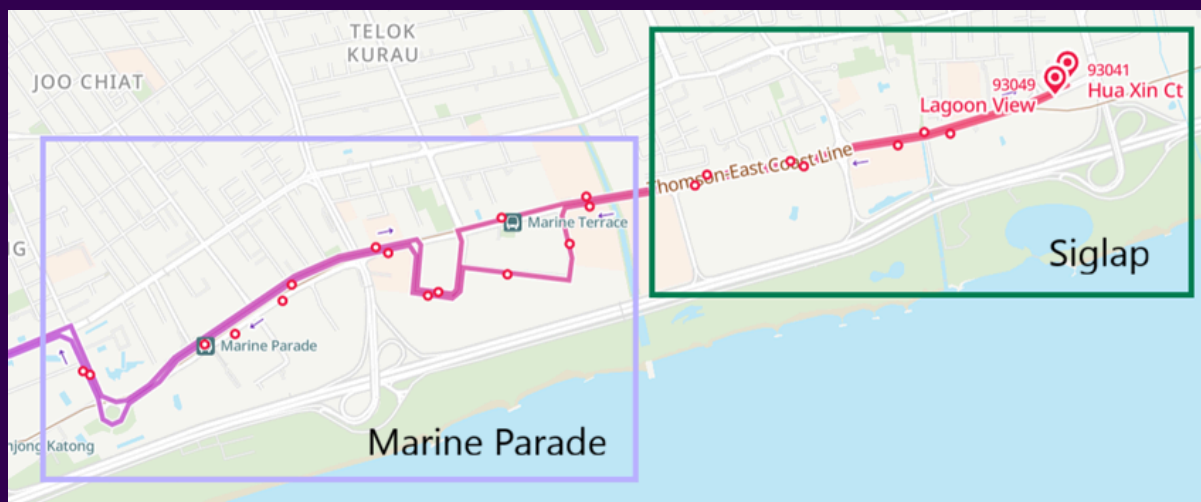 TELOK
KURAU
JOO CHIAT
93041
Hua Xin Ct
93049
Lagoon View
Thomson-East Coast Line
Marine Terrace
NG
Siglap
Marine Parade
njong Katong
Marine Parade